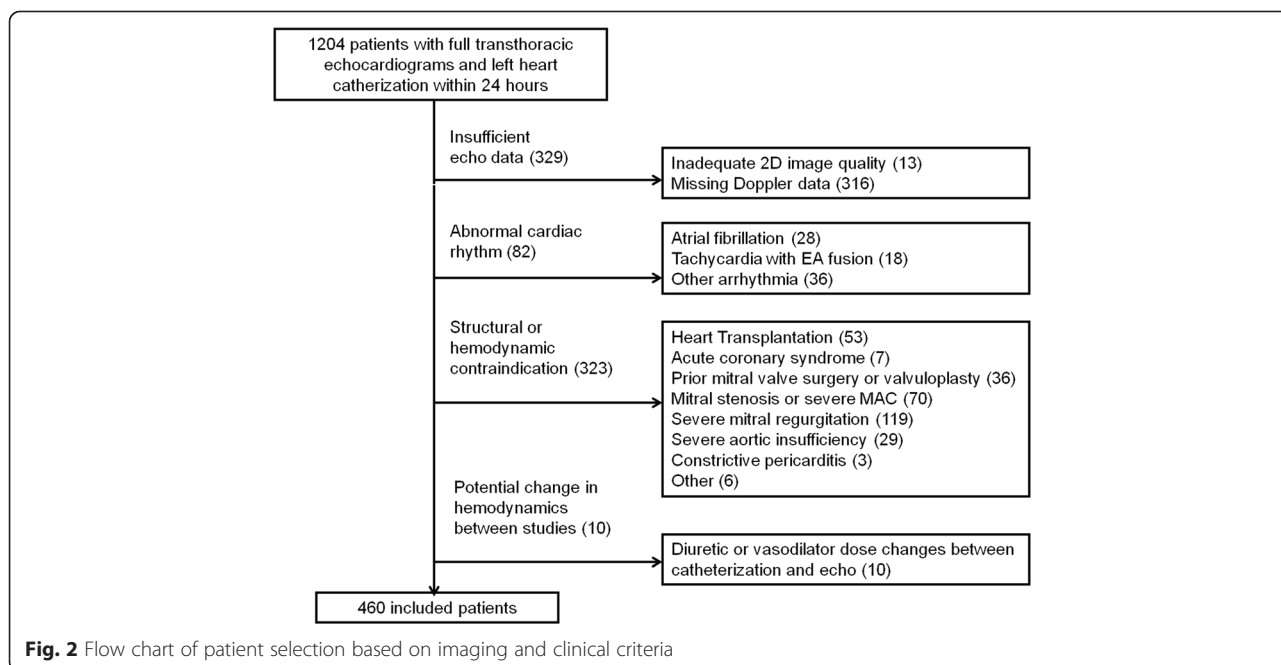 1204 patients with full transthoracic
echocardiograms and left heart
catherization within 24 hours
Insufficient
echo data (329)
Inadequate 2D image quality (13)
Missing Doppler data (316)
Abnormal cardiac
rhythm (82)
Atrial fibrillation (28)
Tachycardia with EA fusion (18)
Other arrhythmia (36)
Structural or
hemodynamic
contraindication (323)
Heart Transplantation (53)
Acute coronary syndrome (7)
Prior mitral valve surgery or valvuloplasty (36)
Mitral stenosis or severe MAC (70)
Severe mitral regurgitation (119)
Severe aortic insufficiency (29)
Constrictive pericarditis (3)
Other (6)
Potential change in
hemodynamics
between studies (10)
Diuretic or vasodilator dose changes between
catheterization and echo (10)
460 included patients
Fig. 2 Flow chart of patient selection based on imaging and clinical criteria